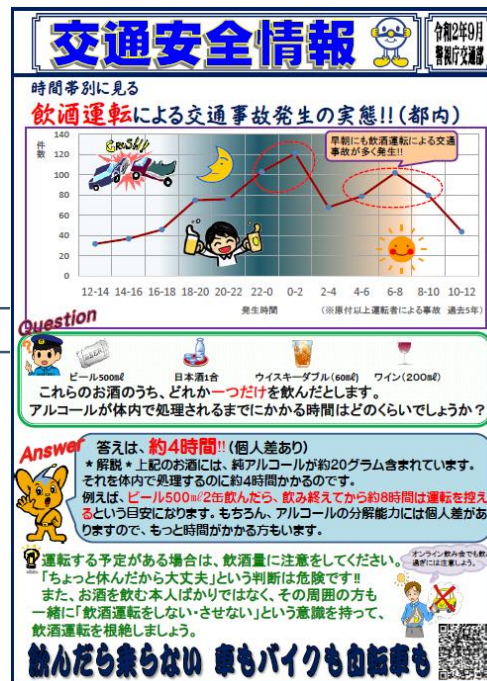 交通安全情報
令和2年9月
警視庁交通部
時間帯別に見る
飲酒運転による交通事故発生の実態!!(都内)
件数
140
120
100
80
60
40
20
0
CRUSH!!
早朝にも飲酒運転による交通
事故が多く発生!!
12-14 14-16 16-18 18-20 20-22 22-0 0-2 2-4 4-6 6-8 8-10 10-12
発生時間 (※原付以上運転者による事故 過去5年)
Question
ビール500㎖ 日本酒1合 ウイスキーダブル(60㎖) ワイン(200㎖)
これらのお酒のうち、どれか一つだけを飲んだとします。
アルコールが体内で処理されるまでにかかる時間はどのくらいでしょうか?
Answer
答えは、約4時間!!(個人差あり)
*解説*上記のお酒には、純アルコールが約20グラム含まれています。
それを体内で処理するのに約4時間かかるのです。
例えば、ビール500㎖2缶飲んだら、飲み終えてから約8時間は運転を控え
るという目安になります。もちろん、アルコールの分解能力には個人差があ
りますので、もっと時間がかかる方もいます。
運転する予定がある場合は、飲酒量に注意をしてください。
「ちょっと休んだから大丈夫」という判断は危険です!!
また、お酒を飲む本人ばかりではなく、その周囲の方も
一緒に「飲酒運転をしない・させない」という意識を持って、
飲酒運転を根絶しましょう。
オンライン飲み会でも飲み
過ぎには注意しよう。
飲んだら乗らない 車もバイクも自転車も